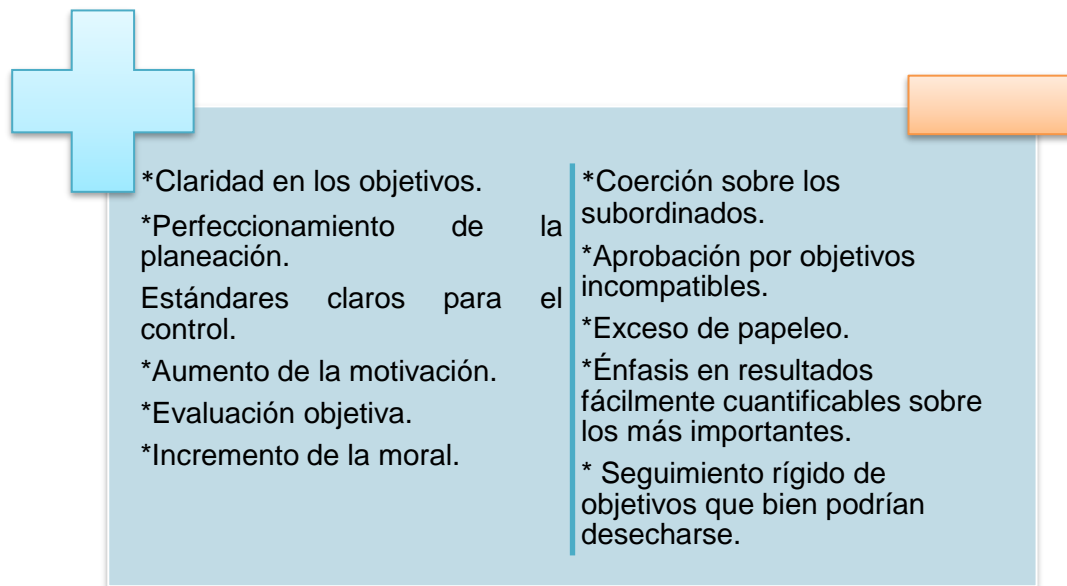 *Claridad en los objetivos.
*Perfeccionamiento de la
planeación.
Estándares claros para el
control.
*Aumento de la motivación.
*Evaluación objetiva.
*Incremento de la moral.
*Coerción sobre los
subordinados.
*Aprobación por objetivos
incompatibles.
*Exceso de papeleo.
*Énfasis en resultados
fácilmente cuantificables sobre
los más importantes.
* Seguimiento rígido de
objetivos que bien podrían
desecharse.